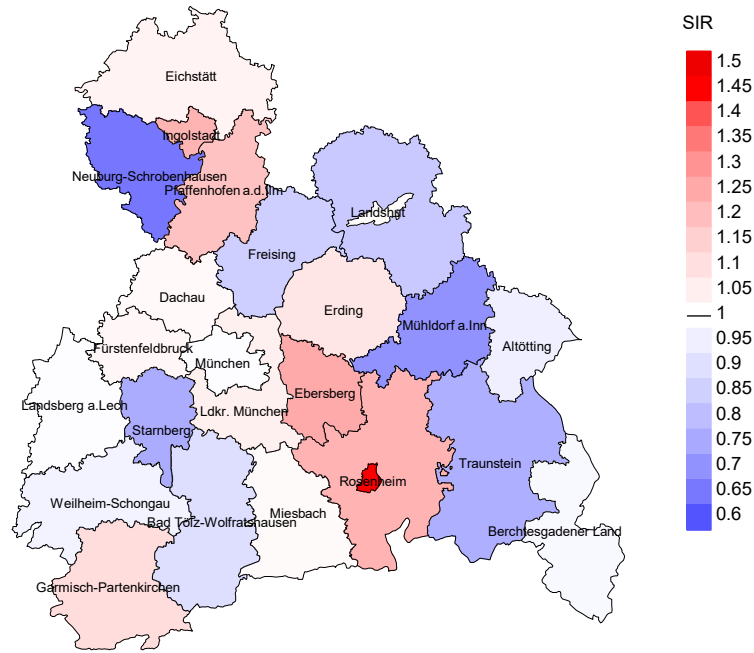 SIR
Eichstätt
Ingolstadt
Neuburg-Schrobenhausen
Pfaffenhofen a.d.Ilm
Landshst
Freising
Dachau
Erding
Mühldorf a.Inn
Altötting
Fürstenfeldbruck
München
Ebersberg
Landsberg a.Lech
Ldkr. München
Starnberg
Traunstein
Rosenheim
Weilheim-Schongau
Miesbach
Bad Tölz-Wolfratshausen
Berchtesgadener Land
Garmisch-Partenkirchen
1.5
1.45
1.4
1.35
1.3
1.25
1.2
1.15
1.1
1.05
1
0.95
0.9
0.85
0.8
0.75
0.7
0.65
0.6